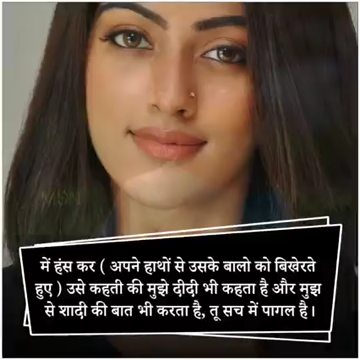 में हंस कर ( अपने हाथों से उसके बालो को बिखेरते
हुए ) उसे कहती की मुझे दीदी भी कहता है और मुझ
से शादी की बात भी करता है, तू सच में पागल है।